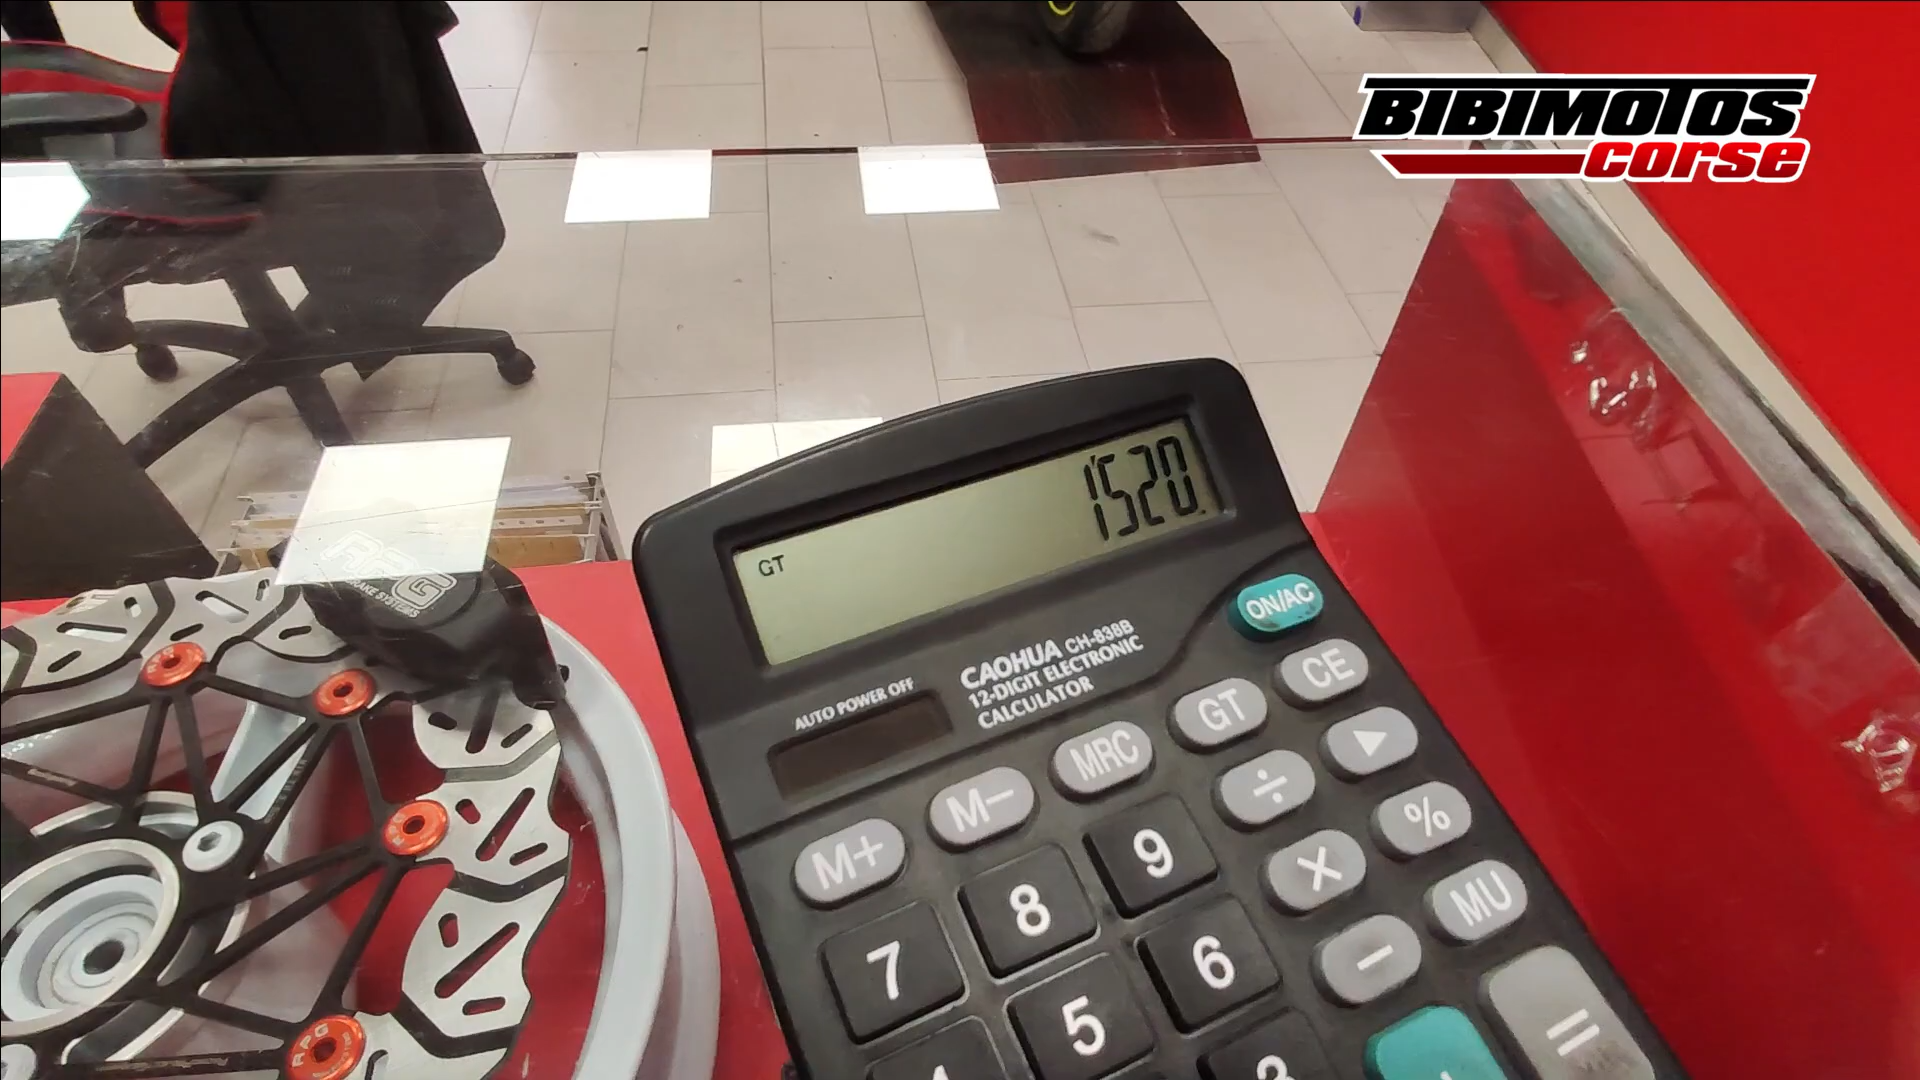 BIBIMOTOS
corse
1'520.
GT
ON/AC
CAOHUA CH-838B
12-DIGIT ELECTRONIC
CALCULATOR
AUTO POWER OFF
CE
GT
MRC
M−
M+
▶
÷
%
×
MU
−
=
9
8
7
6
5
RPG
BRAKE SYSTEMS
RPG